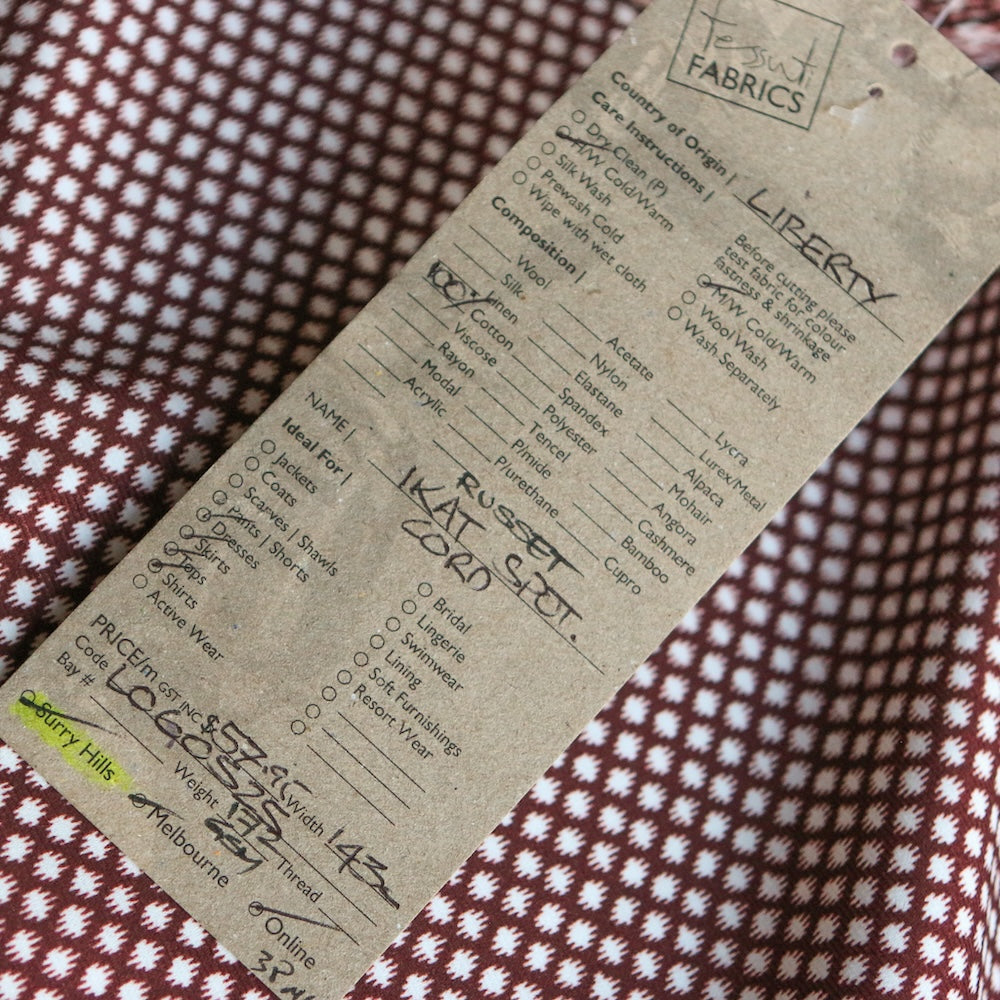 Tessuti
FABRICS
Country of Origin | LIBERTY
Care Instructions |
Dry Clean (P)
H/W Cold/Warm
Silk Wash
Prewash Cold
Wipe with wet cloth
Before cutting please
test fabric for colour
fastness & shrinkage
M/W Cold/Warm
Wool Wash
Wash Separately
Composition |
Wool
Silk
Linen
100% Cotton
Viscose
Rayon
Modal
Acrylic
Acetate
Nylon
Elastane
Spandex
Polyester
Tencel
P/mide
P/urethane
Lycra
Lurex/Metal
Alpaca
Mohair
Angora
Cashmere
Bamboo
Cupro
NAME | RUSSET
IKAT SPOT.
CORD
Ideal For |
Jackets
Coats
Scarves | Shawls
Pants | Shorts
Dresses
Skirts
Tops
Shirts
Active Wear
Bridal
Lingerie
Swimwear
Lining
Soft Furnishings
Resort Wear
PRICE/m GST INC $57.95
Code
Width 143
Bay #
Weight 172
Thread
Surry Hills
Melbourne
Online